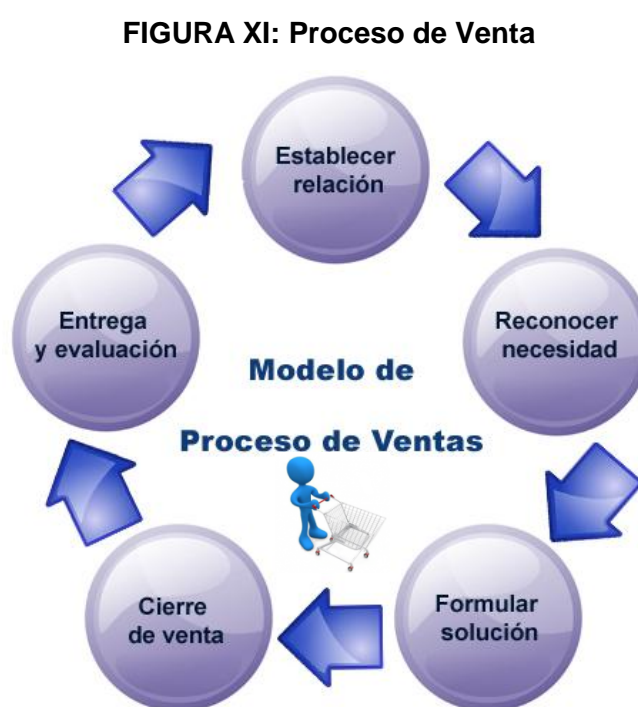 FIGURA XI: Proceso de Venta
Establecer
relación
Reconocer
necesidad
Formular
solución
Cierre
de venta
Entrega
y evaluación
Modelo de
Proceso de Ventas